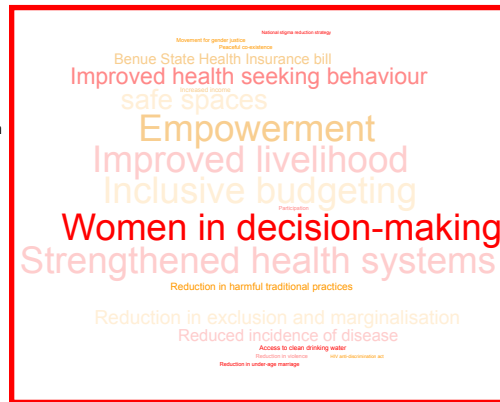 National stigma reduction strategy
Movement for gender justice
Peaceful co-existence
Benue State Health Insurance bill
Improved health seeking behaviour
increased income
safe spaces
Empowerment
Improved livelihood
Inclusive budgeting
Participation
Women in decision-making
Strengthened health systems
Reduction in harmful traditional practices
Reduction in exclusion and marginalisation
Reduced incidence of disease
Access to clean drinking water
Reduction in violence
anti-discrimination act
Reduction in under-age marriage